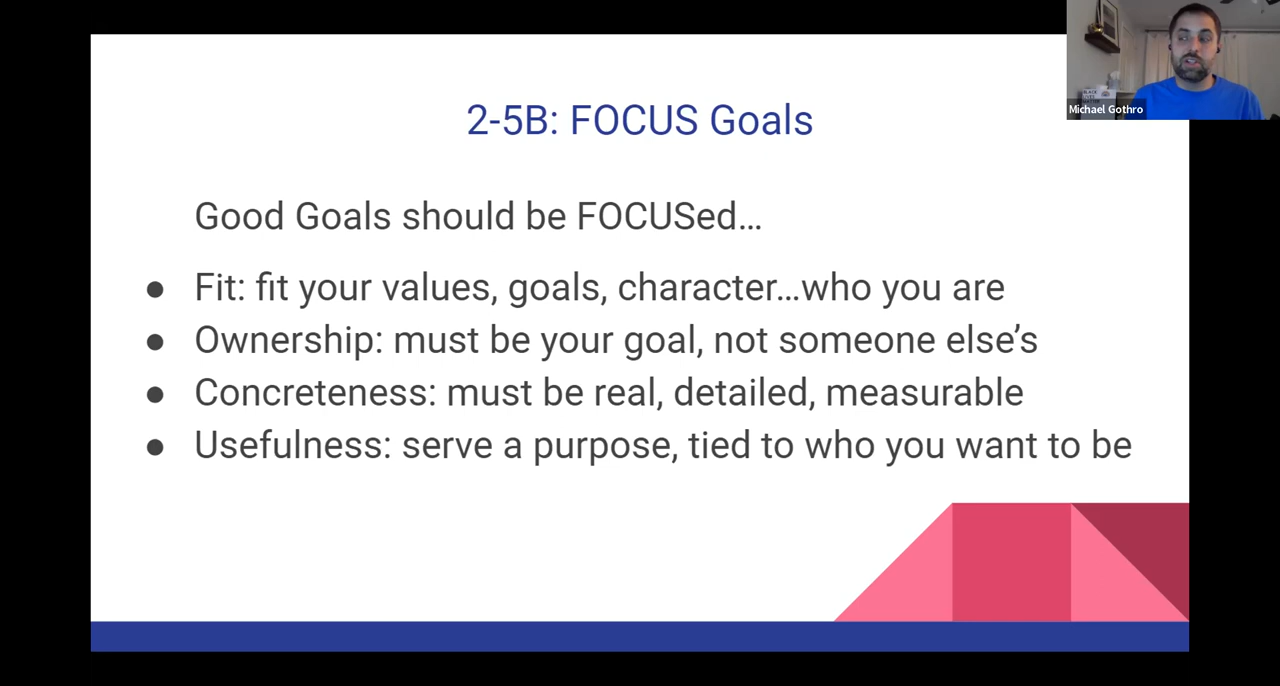 2-5B: FOCUS Goals
Michael Gothro
Good Goals should be FOCUSed...
● Fit: fit your values, goals, character...who you are
● Ownership: must be your goal, not someone else’s
● Concreteness: must be real, detailed, measurable
● Usefulness: serve a purpose, tied to who you want to be